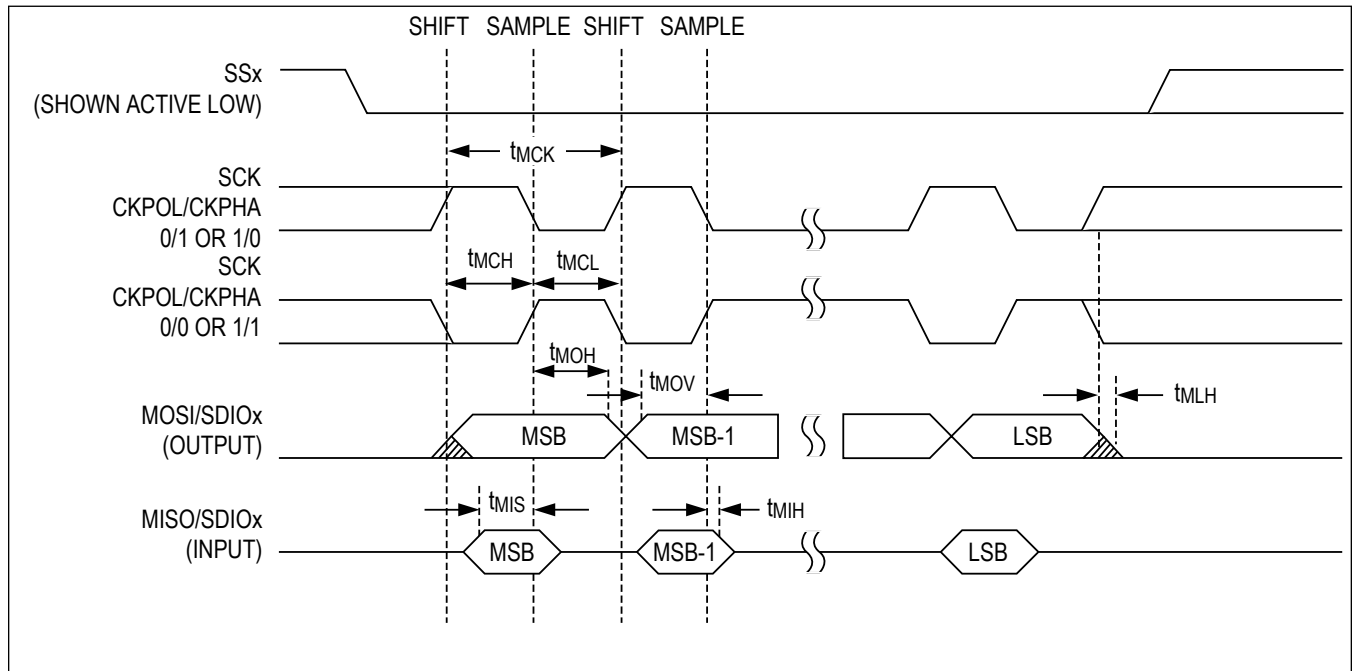 SHIFT SAMPLE SHIFT SAMPLE
SSx
(SHOWN ACTIVE LOW)
tMCK
SCK
CKPOL/CKPHA
0/1 OR 1/0
tMCH tMCL
SCK
CKPOL/CKPHA
0/0 OR 1/1
tMOH
tMOV
tMLH
MOSI/SDIOx
(OUTPUT)
MSB MSB-1 LSB
tMIS
tMIH
MISO/SDIOx
(INPUT)
MSB MSB-1 LSB